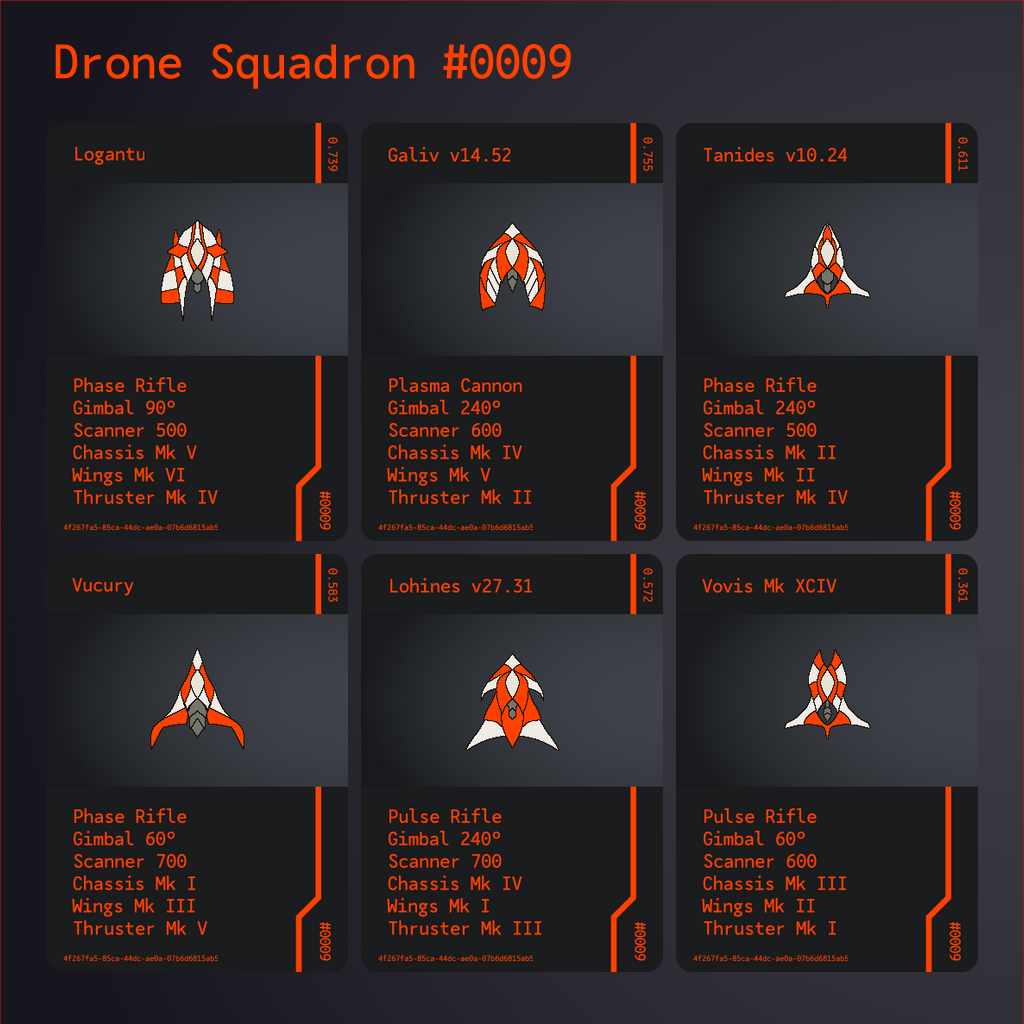 Drone Squadron #0009
Logantu
0.739
Phase Rifle
Gimbal 90º
Scanner 500
Chassis Mk V
Wings Mk VI
Thruster Mk IV
#0009
4f267fa5-85ca-44dc-ae0a-07b6d6815ab5
Galiv v14.52
0.755
Plasma Cannon
Gimbal 240º
Scanner 600
Chassis Mk IV
Wings Mk V
Thruster Mk II
#0009
4f267fa5-85ca-44dc-ae0a-07b6d6815ab5
Tanides v10.24
0.611
Phase Rifle
Gimbal 240º
Scanner 500
Chassis Mk II
Wings Mk II
Thruster Mk IV
#0009
4f267fa5-85ca-44dc-ae0a-07b6d6815ab5
Vucury
0.583
Phase Rifle
Gimbal 60º
Scanner 700
Chassis Mk I
Wings Mk III
Thruster Mk V
#0009
4f267fa5-85ca-44dc-ae0a-07b6d6815ab5
Lohines v27.31
0.572
Pulse Rifle
Gimbal 240º
Scanner 700
Chassis Mk IV
Wings Mk I
Thruster Mk III
#0009
4f267fa5-85ca-44dc-ae0a-07b6d6815ab5
Vovis Mk XCIV
0.361
Pulse Rifle
Gimbal 60º
Scanner 600
Chassis Mk III
Wings Mk II
Thruster Mk I
#0009
4f267fa5-85ca-44dc-ae0a-07b6d6815ab5